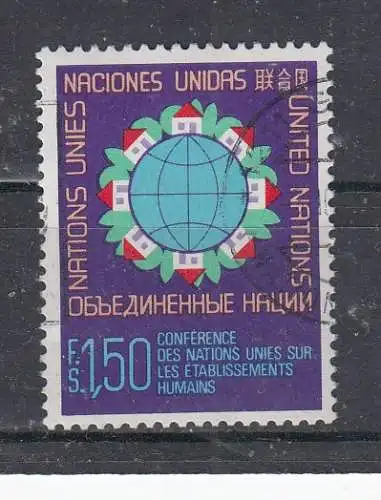 NACIONES UNIDAS 联合国
NATIONS UNIES
UNITED NATIONS
ОБЪЕДИНЕННЫЕ НАЦИИ
F.S. 1,50
CONFÉRENCE
DES NATIONS UNIES SUR
LES ÉTABLISSEMENTS
HUMAINS